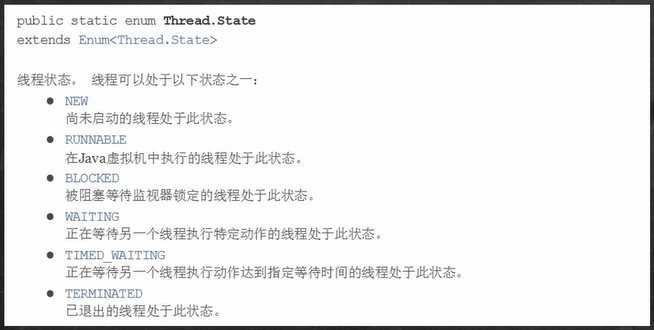 public static enum Thread.State
extends Enum<Thread.State>
线程状态。 线程可以处于以下状态之一：
● NEW
尚未启动的线程处于此状态。
● RUNNABLE
在Java虚拟机中执行的线程处于此状态。
● BLOCKED
被阻塞等待监视器锁定的线程处于此状态。
● WAITING
正在等待另一个线程执行特定动作的线程处于此状态。
● TIMED_WAITING
正在等待另一个线程执行动作达到指定等待时间的线程处于此状态。
● TERMINATED
已退出的线程处于此状态。